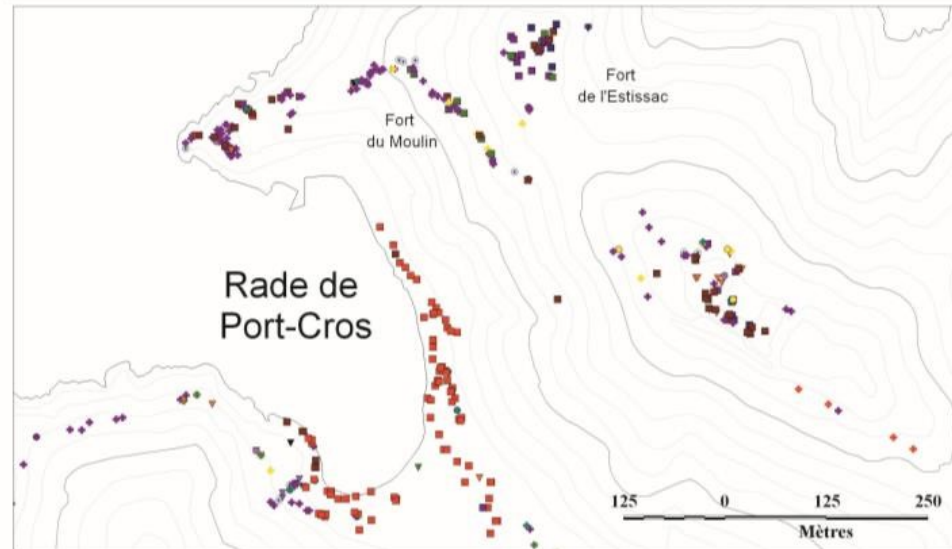 Fort
de l'Estissac
Fort
du Moulin
Rade de
Port-Cros
125 0 125 250
Mètres